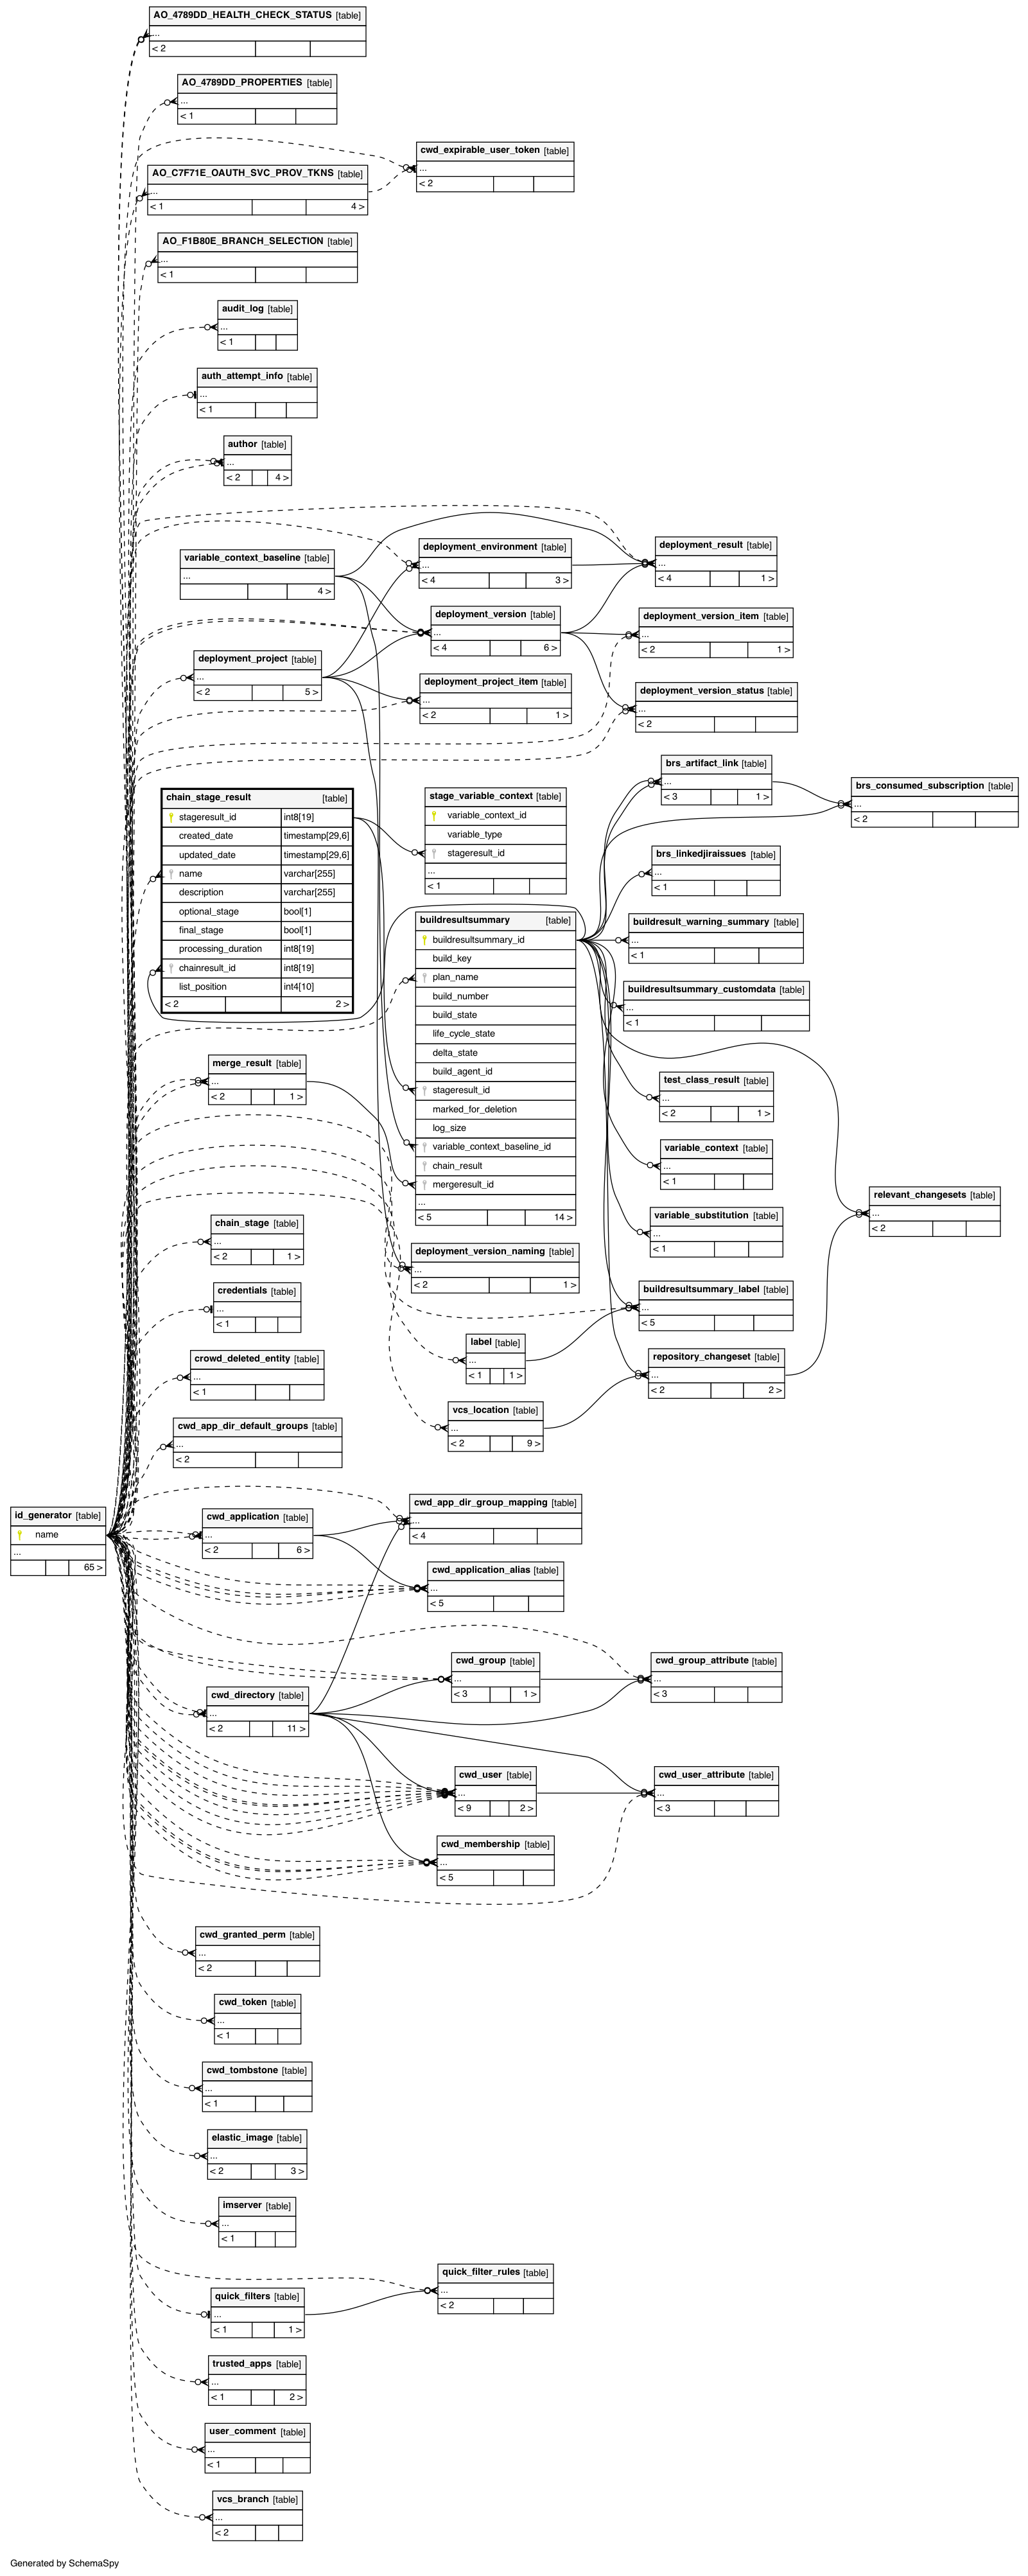 AO_4789DD_HEALTH_CHECK_STATUS [table]
...
< 2
AO_4789DD_PROPERTIES [table]
...
< 1
cwd_expirable_user_token [table]
...
< 2
AO_C7F71E_OAUTH_SVC_PROV_TKNS [table]
...
< 1 4 >
AO_F1B80E_BRANCH_SELECTION [table]
...
< 1
audit_log [table]
...
< 1
auth_attempt_info [table]
...
< 1
author [table]
...
< 2 4 >
variable_context_baseline [table]
...
4 >
deployment_environment [table]
...
< 4 3 >
deployment_result [table]
...
< 4 1 >
deployment_version [table]
...
< 4 6 >
deployment_version_item [table]
...
< 2 1 >
deployment_project [table]
...
< 2 5 >
deployment_project_item [table]
...
< 2 1 >
deployment_version_status [table]
...
< 2
brs_artifact_link [table]
...
< 3 1 >
brs_consumed_subscription [table]
...
< 2
chain_stage_result [table]
stageresult_id int8[19]
created_date timestamp[29,6]
updated_date timestamp[29,6]
name varchar[255]
description varchar[255]
optional_stage bool[1]
final_stage bool[1]
processing_duration int8[19]
chainresult_id int8[19]
list_position int4[10]
< 2 2 >
stage_variable_context [table]
variable_context_id
variable_type
stageresult_id
...
< 1
brs_linkedjiraissues [table]
...
< 1
buildresultsummary [table]
buildresultsummary_id
build_key
plan_name
build_number
build_state
life_cycle_state
delta_state
build_agent_id
stageresult_id
marked_for_deletion
log_size
variable_context_baseline_id
chain_result
mergeresult_id
...
< 5 14 >
buildresult_warning_summary [table]
...
< 1
buildresultsummary_customdata [table]
...
< 1
merge_result [table]
...
< 2 1 >
test_class_result [table]
...
< 2 1 >
variable_context [table]
...
< 1
relevant_changesets [table]
...
< 2
chain_stage [table]
...
< 2 1 >
variable_substitution [table]
...
< 1
deployment_version_naming [table]
...
< 2 1 >
credentials [table]
...
< 1
buildresultsummary_label [table]
...
< 5
label [table]
...
< 1 1 >
crowd_deleted_entity [table]
...
< 1
repository_changeset [table]
...
< 2 2 >
vcs_location [table]
...
< 2 9 >
cwd_app_dir_default_groups [table]
...
< 2
id_generator [table]
name
...
65 >
cwd_app_dir_group_mapping [table]
...
< 4
cwd_application [table]
...
< 2 6 >
cwd_application_alias [table]
...
< 5
cwd_group [table]
...
< 3 1 >
cwd_group_attribute [table]
...
< 3
cwd_directory [table]
...
< 2 11 >
cwd_user [table]
...
< 9 2 >
cwd_user_attribute [table]
...
< 3
cwd_membership [table]
...
< 5
cwd_granted_perm [table]
...
< 2
cwd_token [table]
...
< 1
cwd_tombstone [table]
...
< 1
elastic_image [table]
...
< 2 3 >
imserver [table]
...
< 1
quick_filter_rules [table]
...
< 2
quick_filters [table]
...
< 1 1 >
trusted_apps [table]
...
< 1 2 >
user_comment [table]
...
< 1
vcs_branch [table]
...
< 2
Generated by SchemaSpy